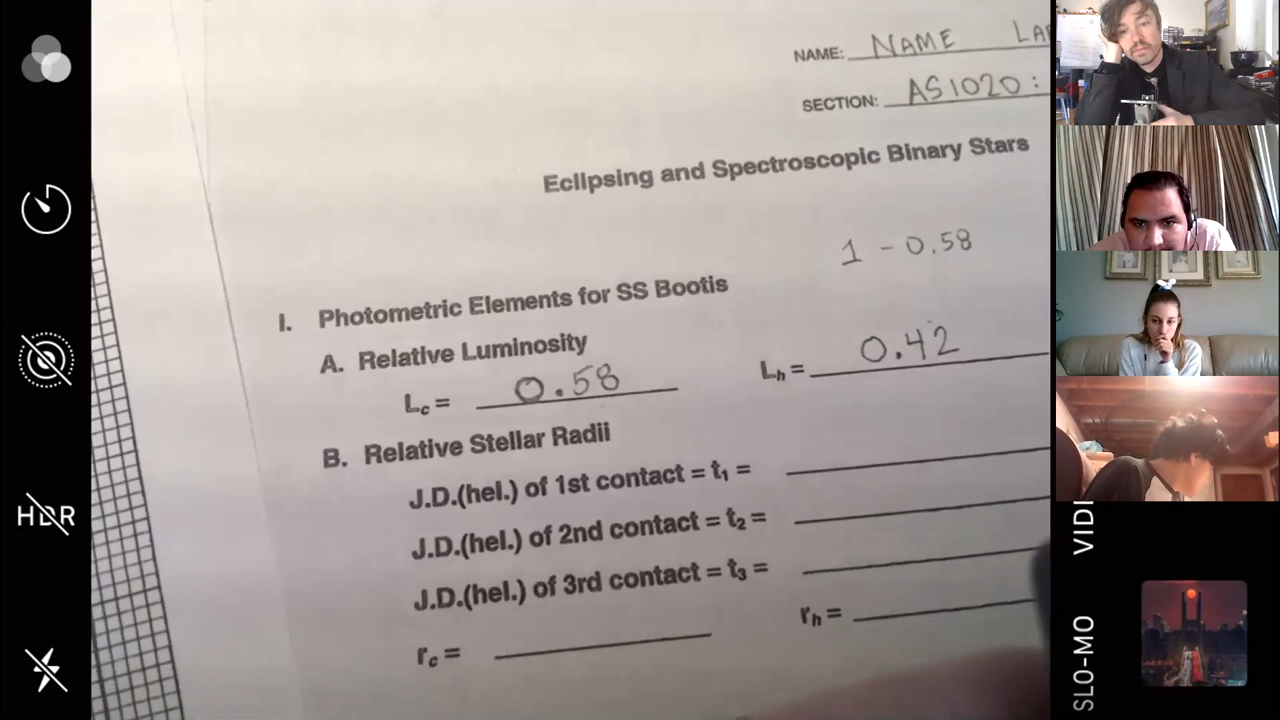 NAME: NAME
SECTION: AS1020:
Eclipsing and Spectroscopic Binary Stars
1 - 0.58
I. Photometric Elements for SS Bootis
A. Relative Luminosity
Lc = 0.58 Lh = 0.42
B. Relative Stellar Radii
J.D.(hel.) of 1st contact = t1 =
J.D.(hel.) of 2nd contact = t2 =
J.D.(hel.) of 3rd contact = t3 =
rc = rh =
HDR
SLO-MO